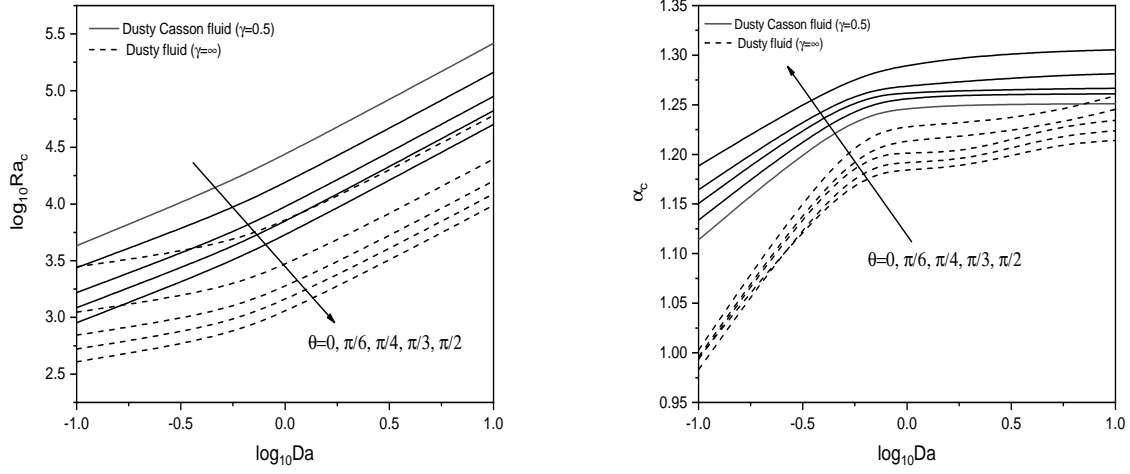 Dusty Casson fluid (γ=0.5)
Dusty fluid (γ=∞)
5.5
5.0
4.5
4.0
3.5
3.0
2.5
log₁₀Ra꜀
θ=0, π/6, π/4, π/3, π/2
-1.0 -0.5 0.0 0.5 1.0
log₁₀Da
Dusty Casson fluid (γ=0.5)
Dusty fluid (γ=∞)
1.35
1.30
1.25
1.20
1.15
1.10
1.05
1.00
0.95
α꜀
θ=0, π/6, π/4, π/3, π/2
-1.0 -0.5 0.0 0.5 1.0
log₁₀Da